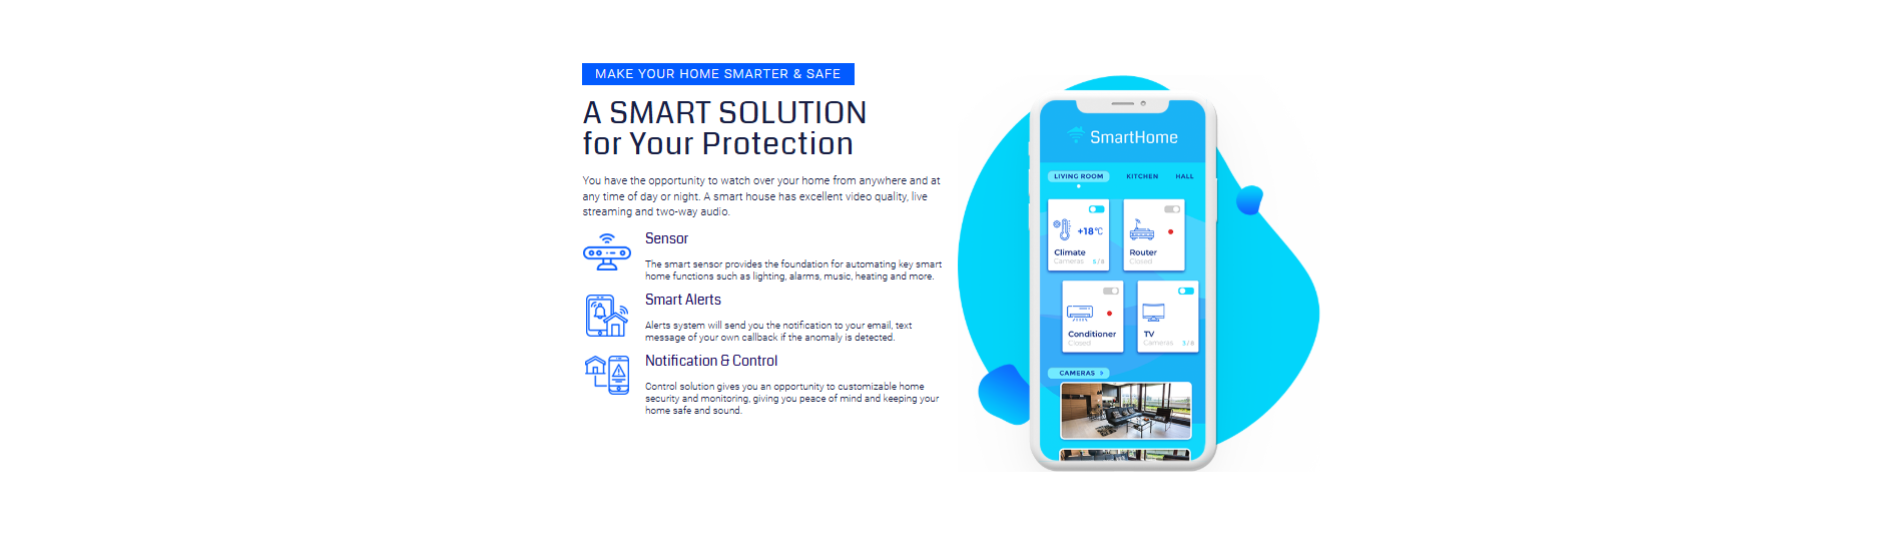 MAKE YOUR HOME SMARTER & SAFE
A SMART SOLUTION
for Your Protection
You have the opportunity to watch over your home from anywhere and at
any time of day or night. A smart house has excellent video quality, live
streaming and two-way audio.
Sensor
The smart sensor provides the foundation for automating key smart
home functions such as lighting, alarms, music, heating and more.
Smart Alerts
Alerts system will send you the notification to your email, text
message of your own callback if the anomaly is detected.
Notification & Control
Control solution gives you an opportunity to customizable home
security and monitoring, giving you peace of mind and keeping your
home safe and sound.
SmartHome
LIVING ROOM KITCHEN HALL
+18°C
Climate
Cameras 5/8
Router
Closed
Conditioner
Closed
TV
Cameras 3/8
CAMERAS >